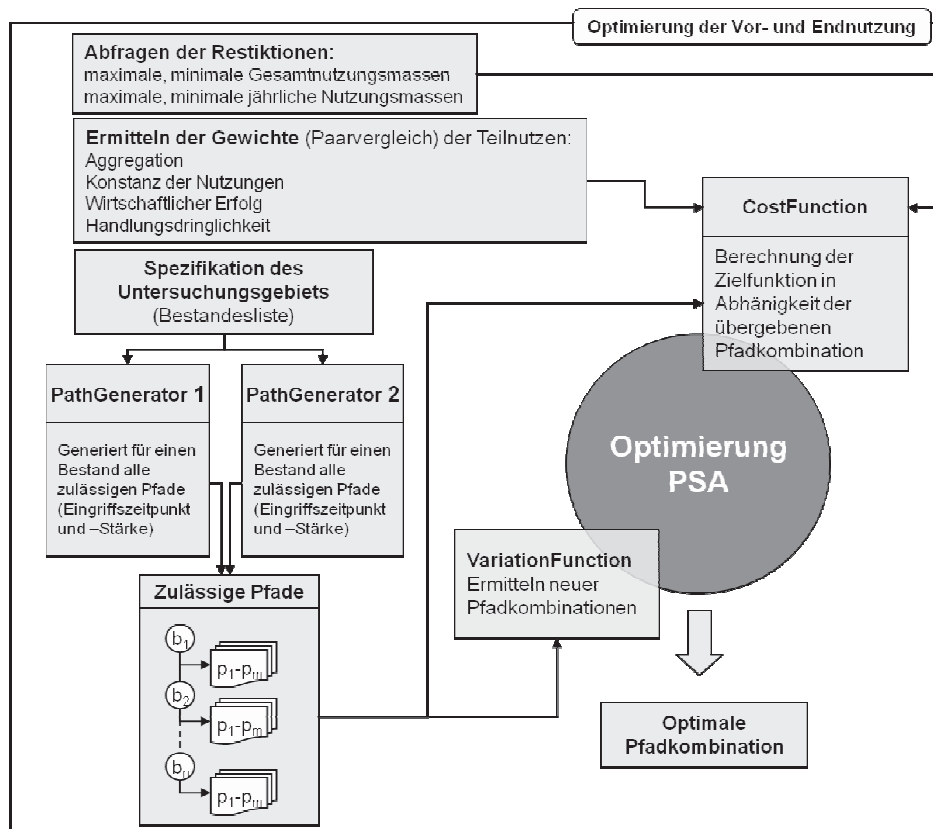 Optimierung der Vor- und Endnutzung
Abfragen der Restiktionen:
maximale, minimale Gesamtnutzungsmassen
maximale, minimale jährliche Nutzungsmassen
Ermitteln der Gewichte (Paarvergleich) der Teilnutzen:
Aggregation
Konstanz der Nutzungen
Wirtschaftlicher Erfolg
Handlungsdringlichkeit
CostFunction
Berechnung der
Zielfunktion in
Abhänigkeit der
übergebenen
Pfadkombination
Spezifikation des
Untersuchungsgebiets
(Bestandesliste)
PathGenerator 1
Generiert für einen
Bestand alle
zulässigen Pfade
(Eingriffszeitpunkt
und –Stärke)
PathGenerator 2
Generiert für einen
Bestand alle
zulässigen Pfade
(Eingriffszeitpunkt
und –Stärke)
Optimierung
PSA
VariationFunction
Ermitteln neuer
Pfadkombinationen
Zulässige Pfade
b1
p1-pm
b2
p1-pm
bn
p1-pm
Optimale
Pfadkombination